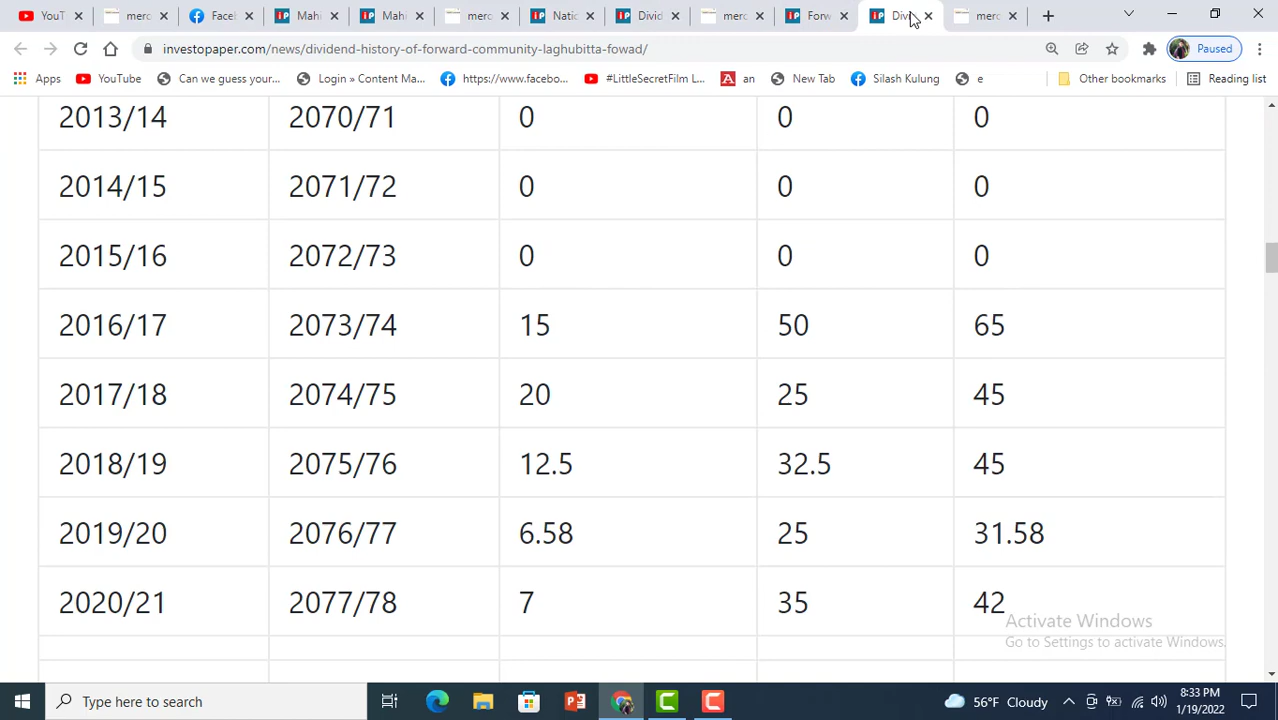 YouT
merc
Facel
Mahi
Maha
merc
Natic
Divid
merc
Forw
Divi
merc
investopaper.com/news/dividend-history-of-forward-ommunity-laghubitta-fowad/
Paused
Apps
YouTube
Can we guess your...
Login » Content Ma...
https://www.facebo...
#LittleSecretFilm L...
an
New Tab
Silash Kulung
e
Other bookmarks
Reading list
2013/14 2070/71 0 0 0
2014/15 2071/72 0 0 0
2015/16 2072/73 0 0 0
2016/17 2073/74 15 50 65
2017/18 2074/75 20 25 45
2018/19 2075/76 12.5 32.5 45
2019/20 2076/77 6.58 25 31.58
2020/21 2077/78 7 35 42
Activate Windows
Go to Settings to activate Windows.
Type here to search
56°F Cloudy
8:33 PM
1/19/2022